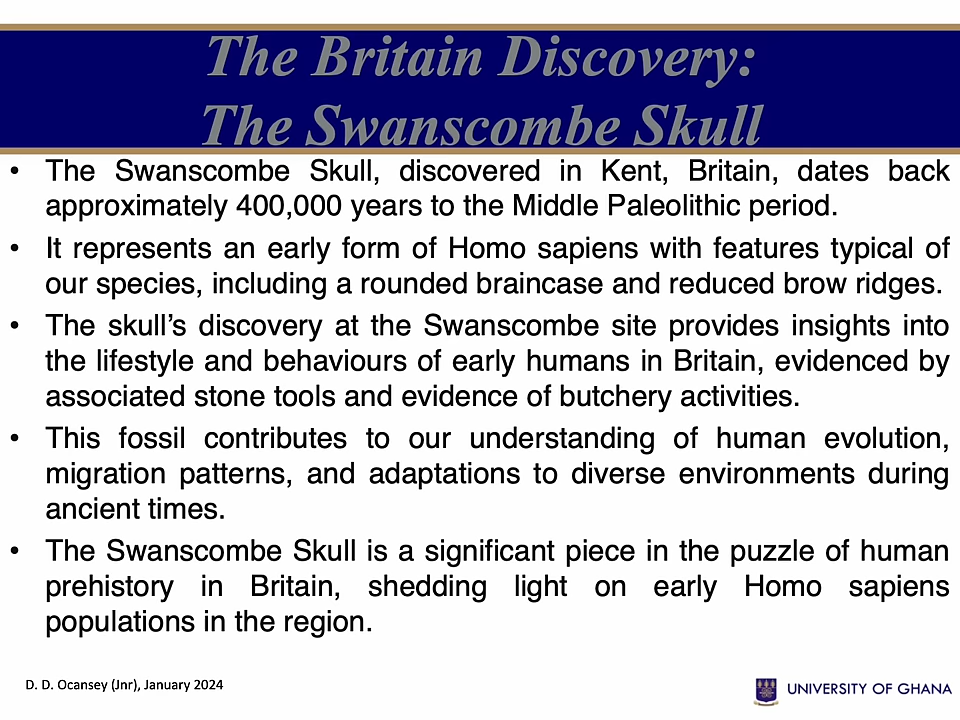 The Britain Discovery:
The Swanscombe Skull
• The Swanscombe Skull, discovered in Kent, Britain, dates back
approximately 400,000 years to the Middle Paleolithic period.
• It represents an early form of Homo sapiens with features typical of
our species, including a rounded braincase and reduced brow ridges.
• The skull’s discovery at the Swanscombe site provides insights into
the lifestyle and behaviours of early humans in Britain, evidenced by
associated stone tools and evidence of butchery activities.
• This fossil contributes to our understanding of human evolution,
migration patterns, and adaptations to diverse environments during
ancient times.
• The Swanscombe Skull is a significant piece in the puzzle of human
prehistory in Britain, shedding light on early Homo sapiens
populations in the region.
D. D. Ocansey (Jnr), January 2024
UNIVERSITY OF GHANA